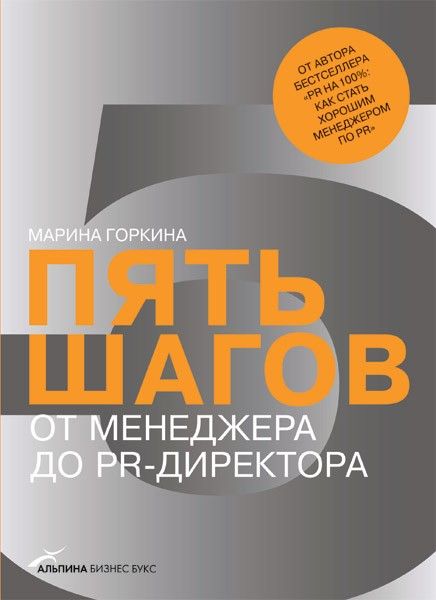 ОТ АВТОРА
БЕСТСЕЛЛЕРА
«PR НА 100%:
КАК СТАТЬ
ХОРОШИМ
МЕНЕДЖЕРОМ
ПО PR»
МАРИНА ГОРКИНА
ПЯТЬ
ШАГОВ
ОТ МЕНЕДЖЕРА
ДО PR-ДИРЕКТОРА
АЛЬПИНА БИЗНЕС БУКС